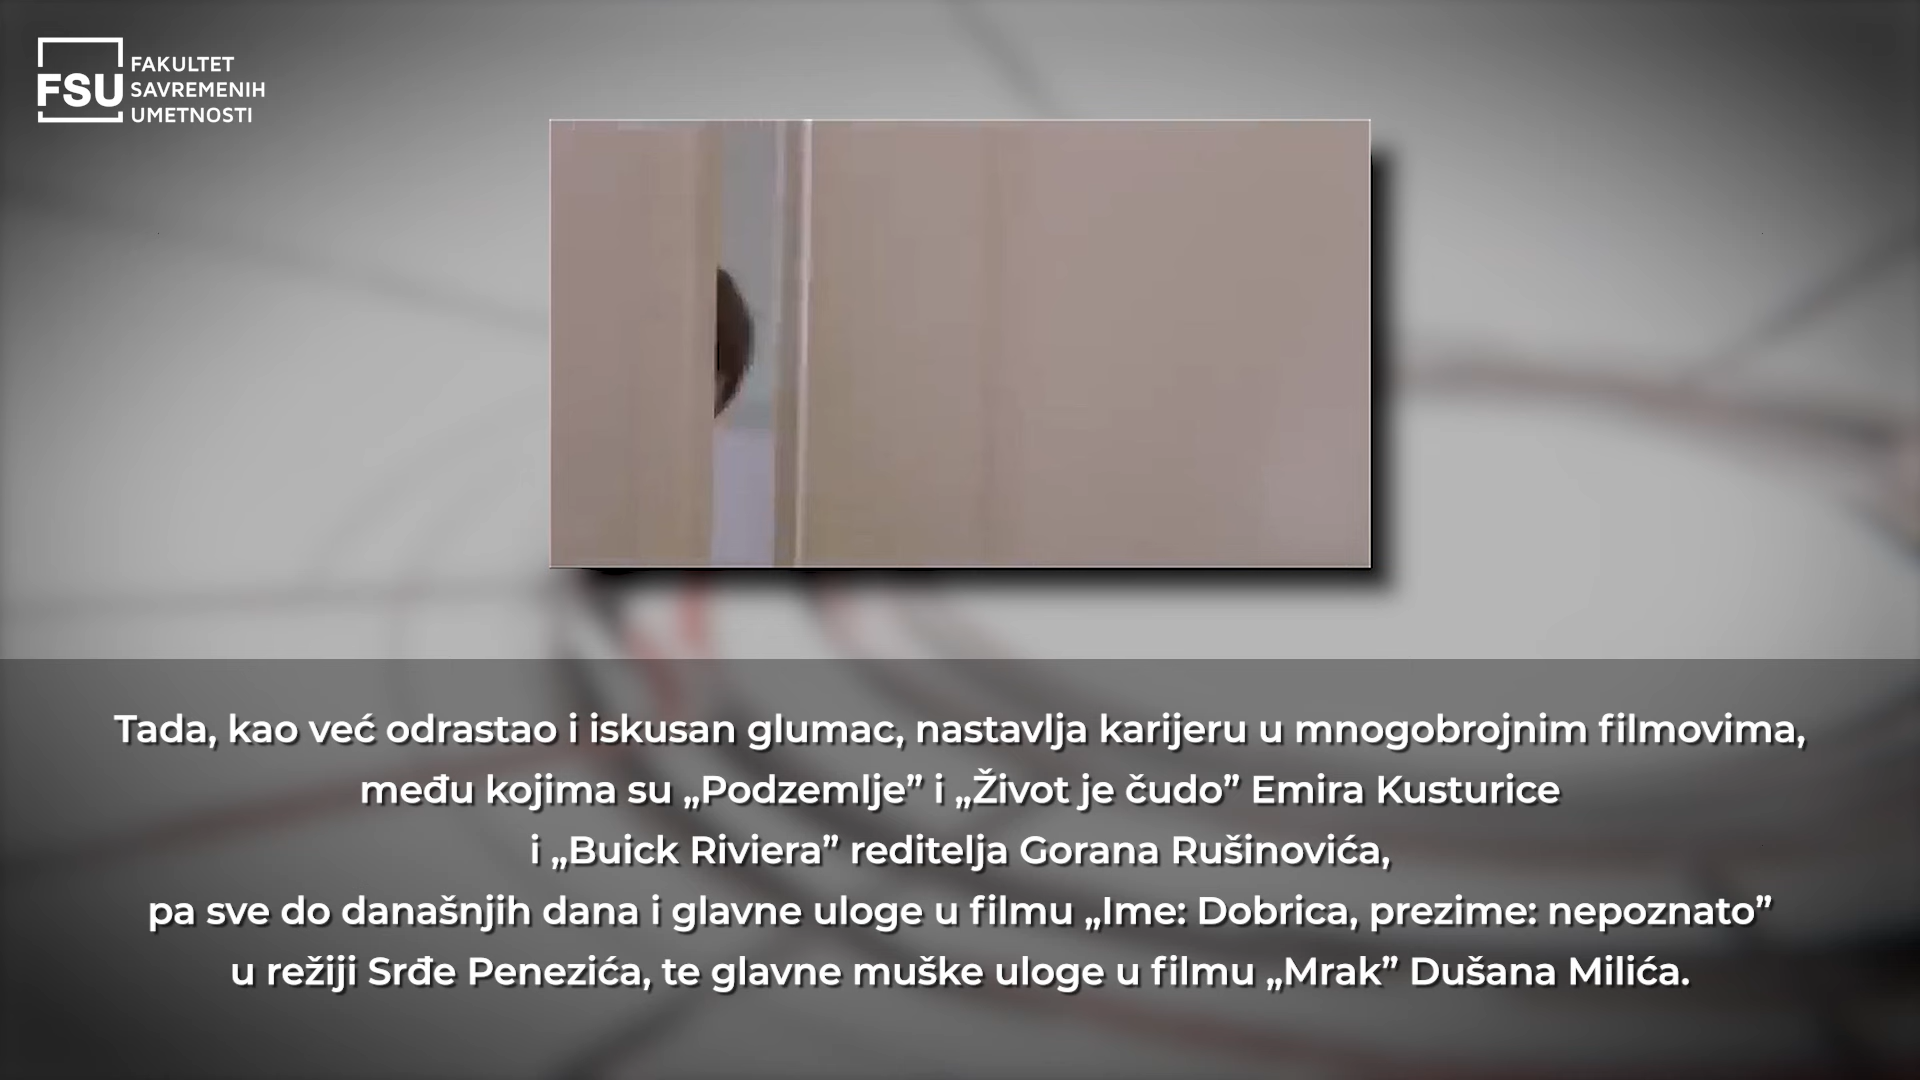 FSU
FAKULTET
SAVREMENIH
UMETNOSTI
Tada, kao već odrastao i iskusan glumac, nastavlja karijeru u mnogobrojnim filmovima,
među kojima su „Podzemlje” i „Život je čudo” Emira Kusturice
i „Buick Riviera” reditelja Gorana Rušinovića,
pa sve do današnjih dana i glavne uloge u filmu „Ime: Dobrica, prezime: nepoznato”
u režiji Srđe Penezića, te glavne muške uloge u filmu „Mrak” Dušana Milića.